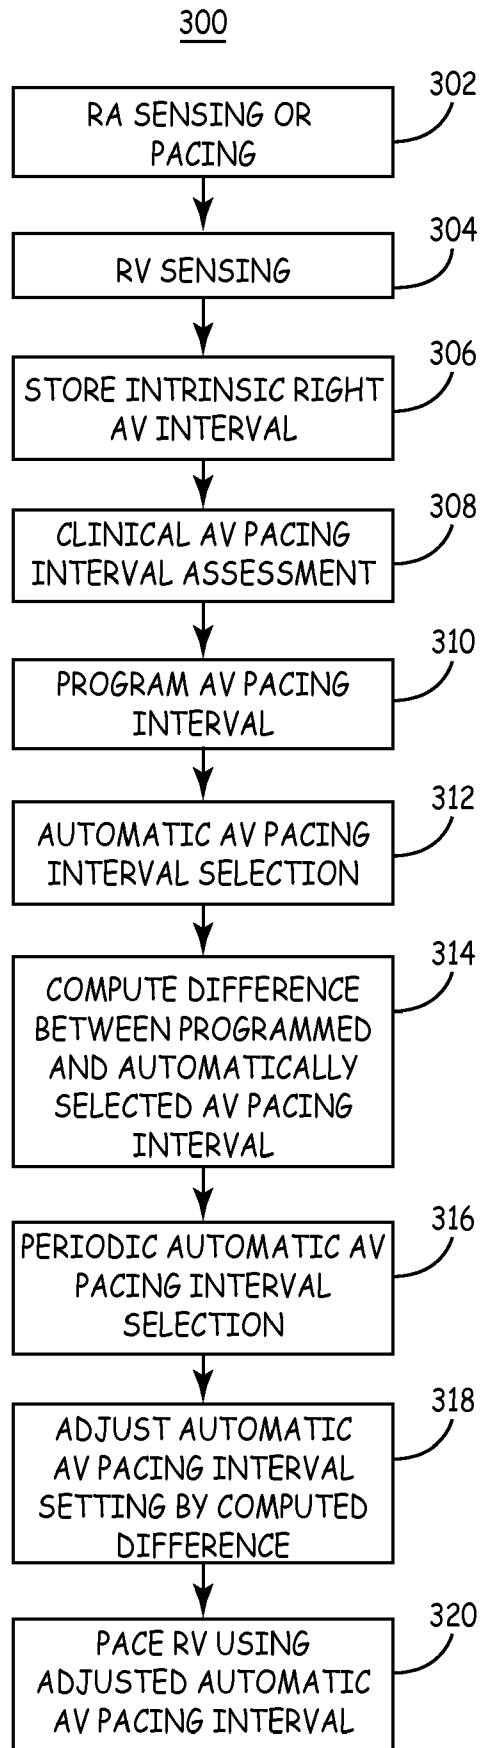 300
302
RA SENSING OR
PACING
304
RV SENSING
306
STORE INTRINSIC RIGHT
AV INTERVAL
308
CLINICAL AV PACING
INTERVAL ASSESSMENT
310
PROGRAM AV PACING
INTERVAL
312
AUTOMATIC AV PACING
INTERVAL SELECTION
314
COMPUTE DIFFERENCE
BETWEEN PROGRAMMED
AND AUTOMATICALLY
SELECTED AV PACING
INTERVAL
316
PERIODIC AUTOMATIC AV
PACING INTERVAL
SELECTION
318
ADJUST AUTOMATIC
AV PACING INTERVAL
SETTING BY COMPUTED
DIFFERENCE
320
PACE RV USING
ADJUSTED AUTOMATIC
AV PACING INTERVAL